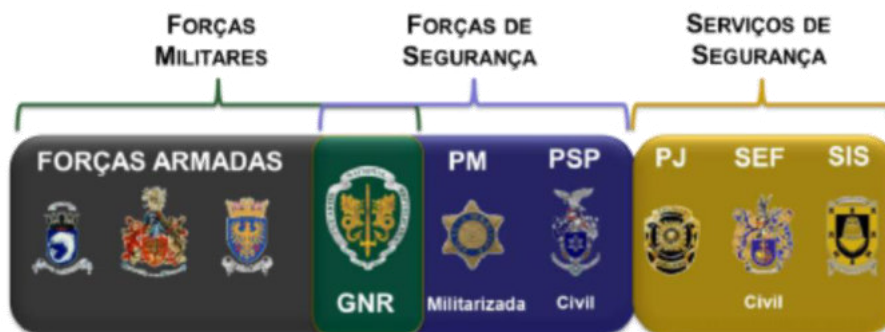 FORÇAS
MILITARES
FORÇAS DE
SEGURANÇA
SERVIÇOS DE
SEGURANÇA
FORÇAS ARMADAS
PM
PSP
PJ
SEF
SIS
GNR
Militarizada
Civil
Civil